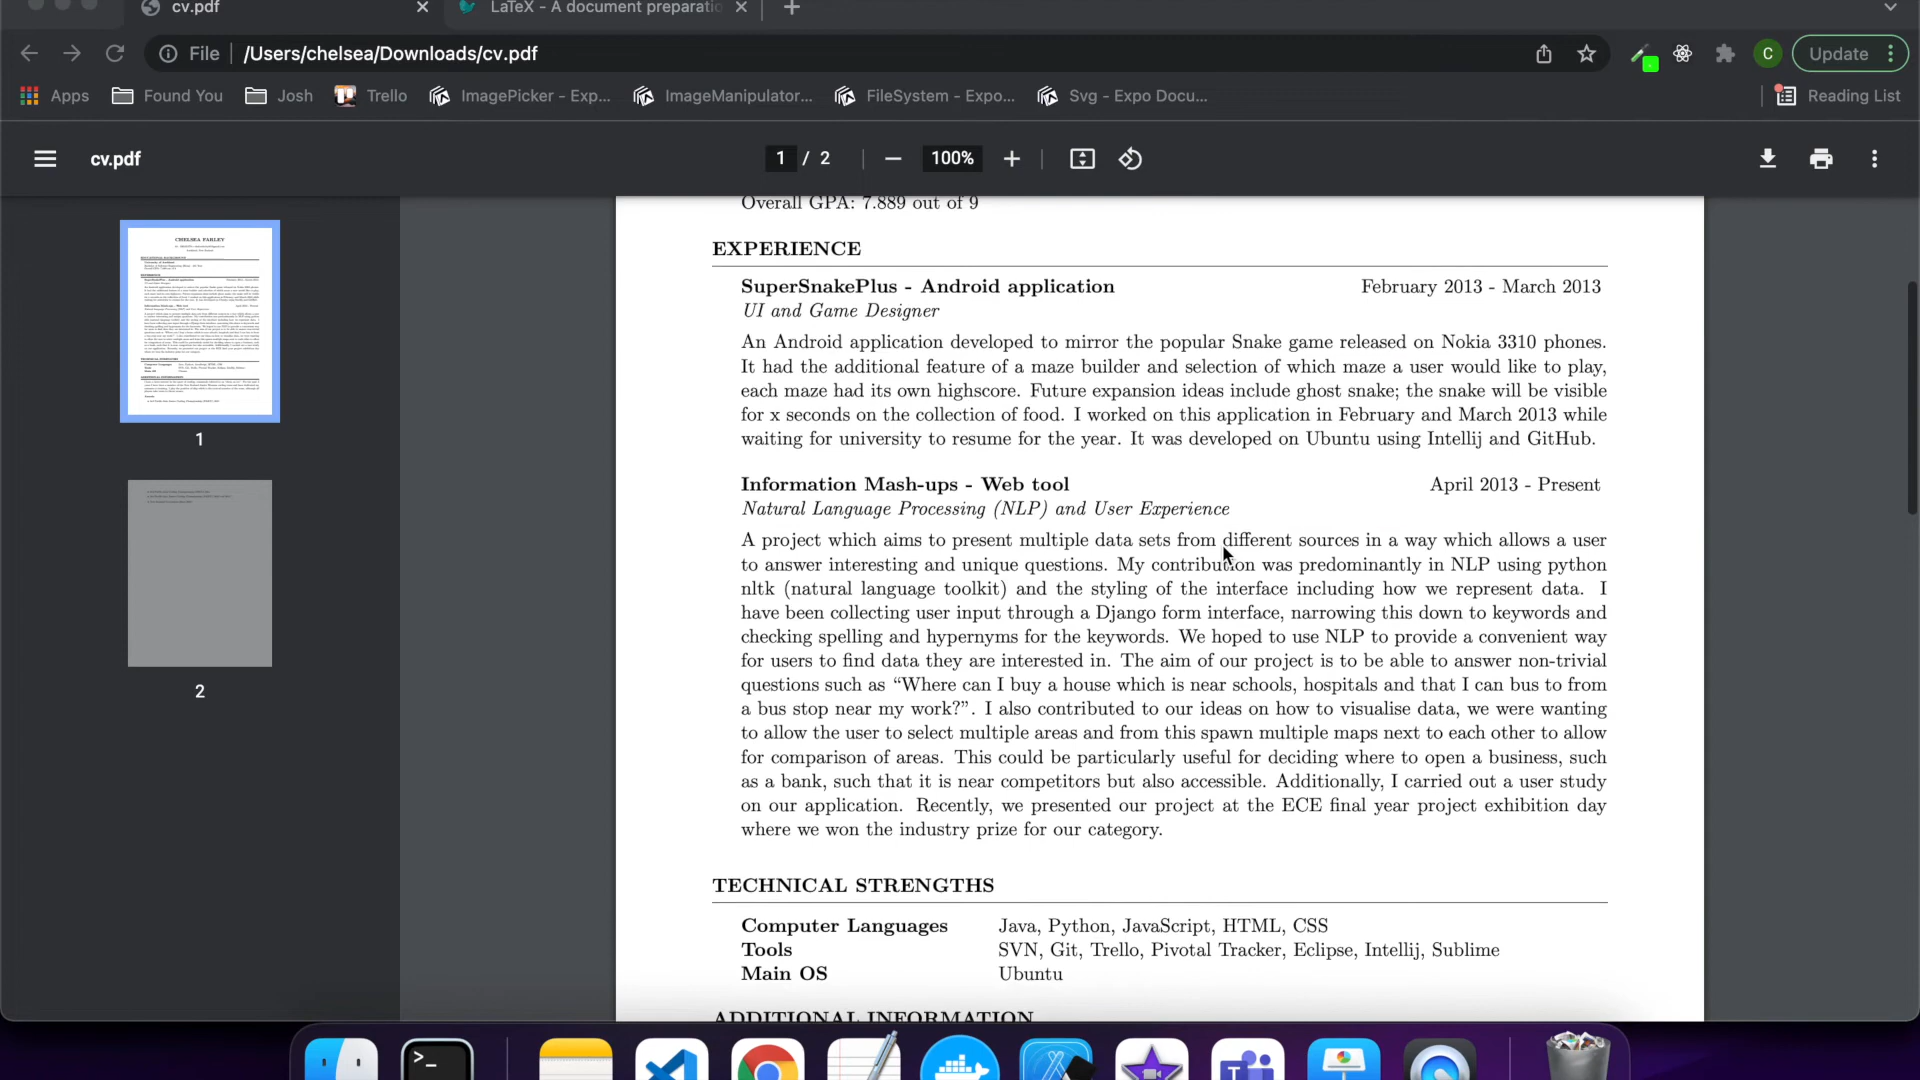 cv.pdf
LaTeX - A document preparatio
File
/Users/chelsea/Downloads/cv.pdf
C
Update
Apps
Found You
Josh
Trello
ImagePicker - Exp...
ImageManipulator...
FileSystem - Expo...
Svg - Expo Docu...
Reading List
cv.pdf
1 / 2
100%
CHELSEA FARLEY
1
2
Overall GPA: 7.889 out of 9
EXPERIENCE
SuperSnakePlus - Android application February 2013 - March 2013
UI and Game Designer
An Android application developed to mirror the popular Snake game released on Nokia 3310 phones.
It had the additional feature of a maze builder and selection of which maze a user would like to play,
each maze had its own highscore. Future expansion ideas include ghost snake; the snake will be visible
for x seconds on the collection of food. I worked on this application in February and March 2013 while
waiting for university to resume for the year. It was developed on Ubuntu using Intellij and GitHub.
Information Mash-ups - Web tool April 2013 - Present
Natural Language Processing (NLP) and User Experience
A project which aims to present multiple data sets from different sources in a way which allows a user
to answer interesting and unique questions. My contribution was predominantly in NLP using python
nltk (natural language toolkit) and the styling of the interface including how we represent data. I
have been collecting user input through a Django form interface, narrowing this down to keywords and
checking spelling and hypernyms for the keywords. We hoped to use NLP to provide a convenient way
for users to find data they are interested in. The aim of our project is to be able to answer non-trivial
questions such as “Where can I buy a house which is near schools, hospitals and that I can bus to from
a bus stop near my work?”. I also contributed to our ideas on how to visualise data, we were wanting
to allow the user to select multiple areas and from this spawn multiple maps next to each other to allow
for comparison of areas. This could be particularly useful for deciding where to open a business, such
as a bank, such that it is near competitors but also accessible. Additionally, I carried out a user study
on our application. Recently, we presented our project at the ECE final year project exhibition day
where we won the industry prize for our category.
TECHNICAL STRENGTHS
Computer Languages Java, Python, JavaScript, HTML, CSS
Tools SVN, Git, Trello, Pivotal Tracker, Eclipse, Intellij, Sublime
Main OS Ubuntu
ADDITIONAL INFORMATION